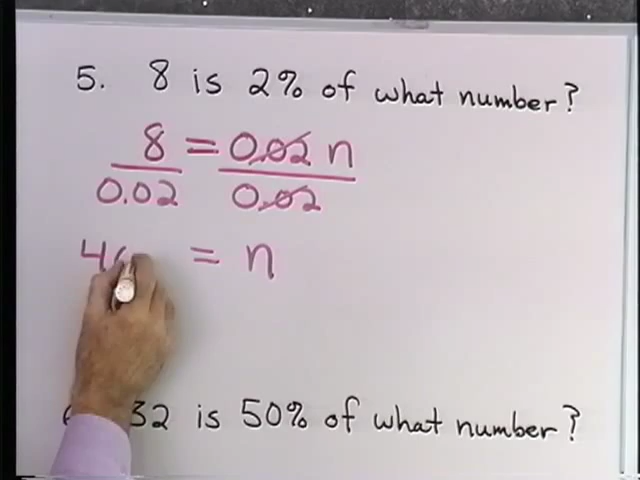 5. 8 is 2% of what number?
8 = 0.02 n
0.02 0.02
4 = n
32 is 50% of what number?